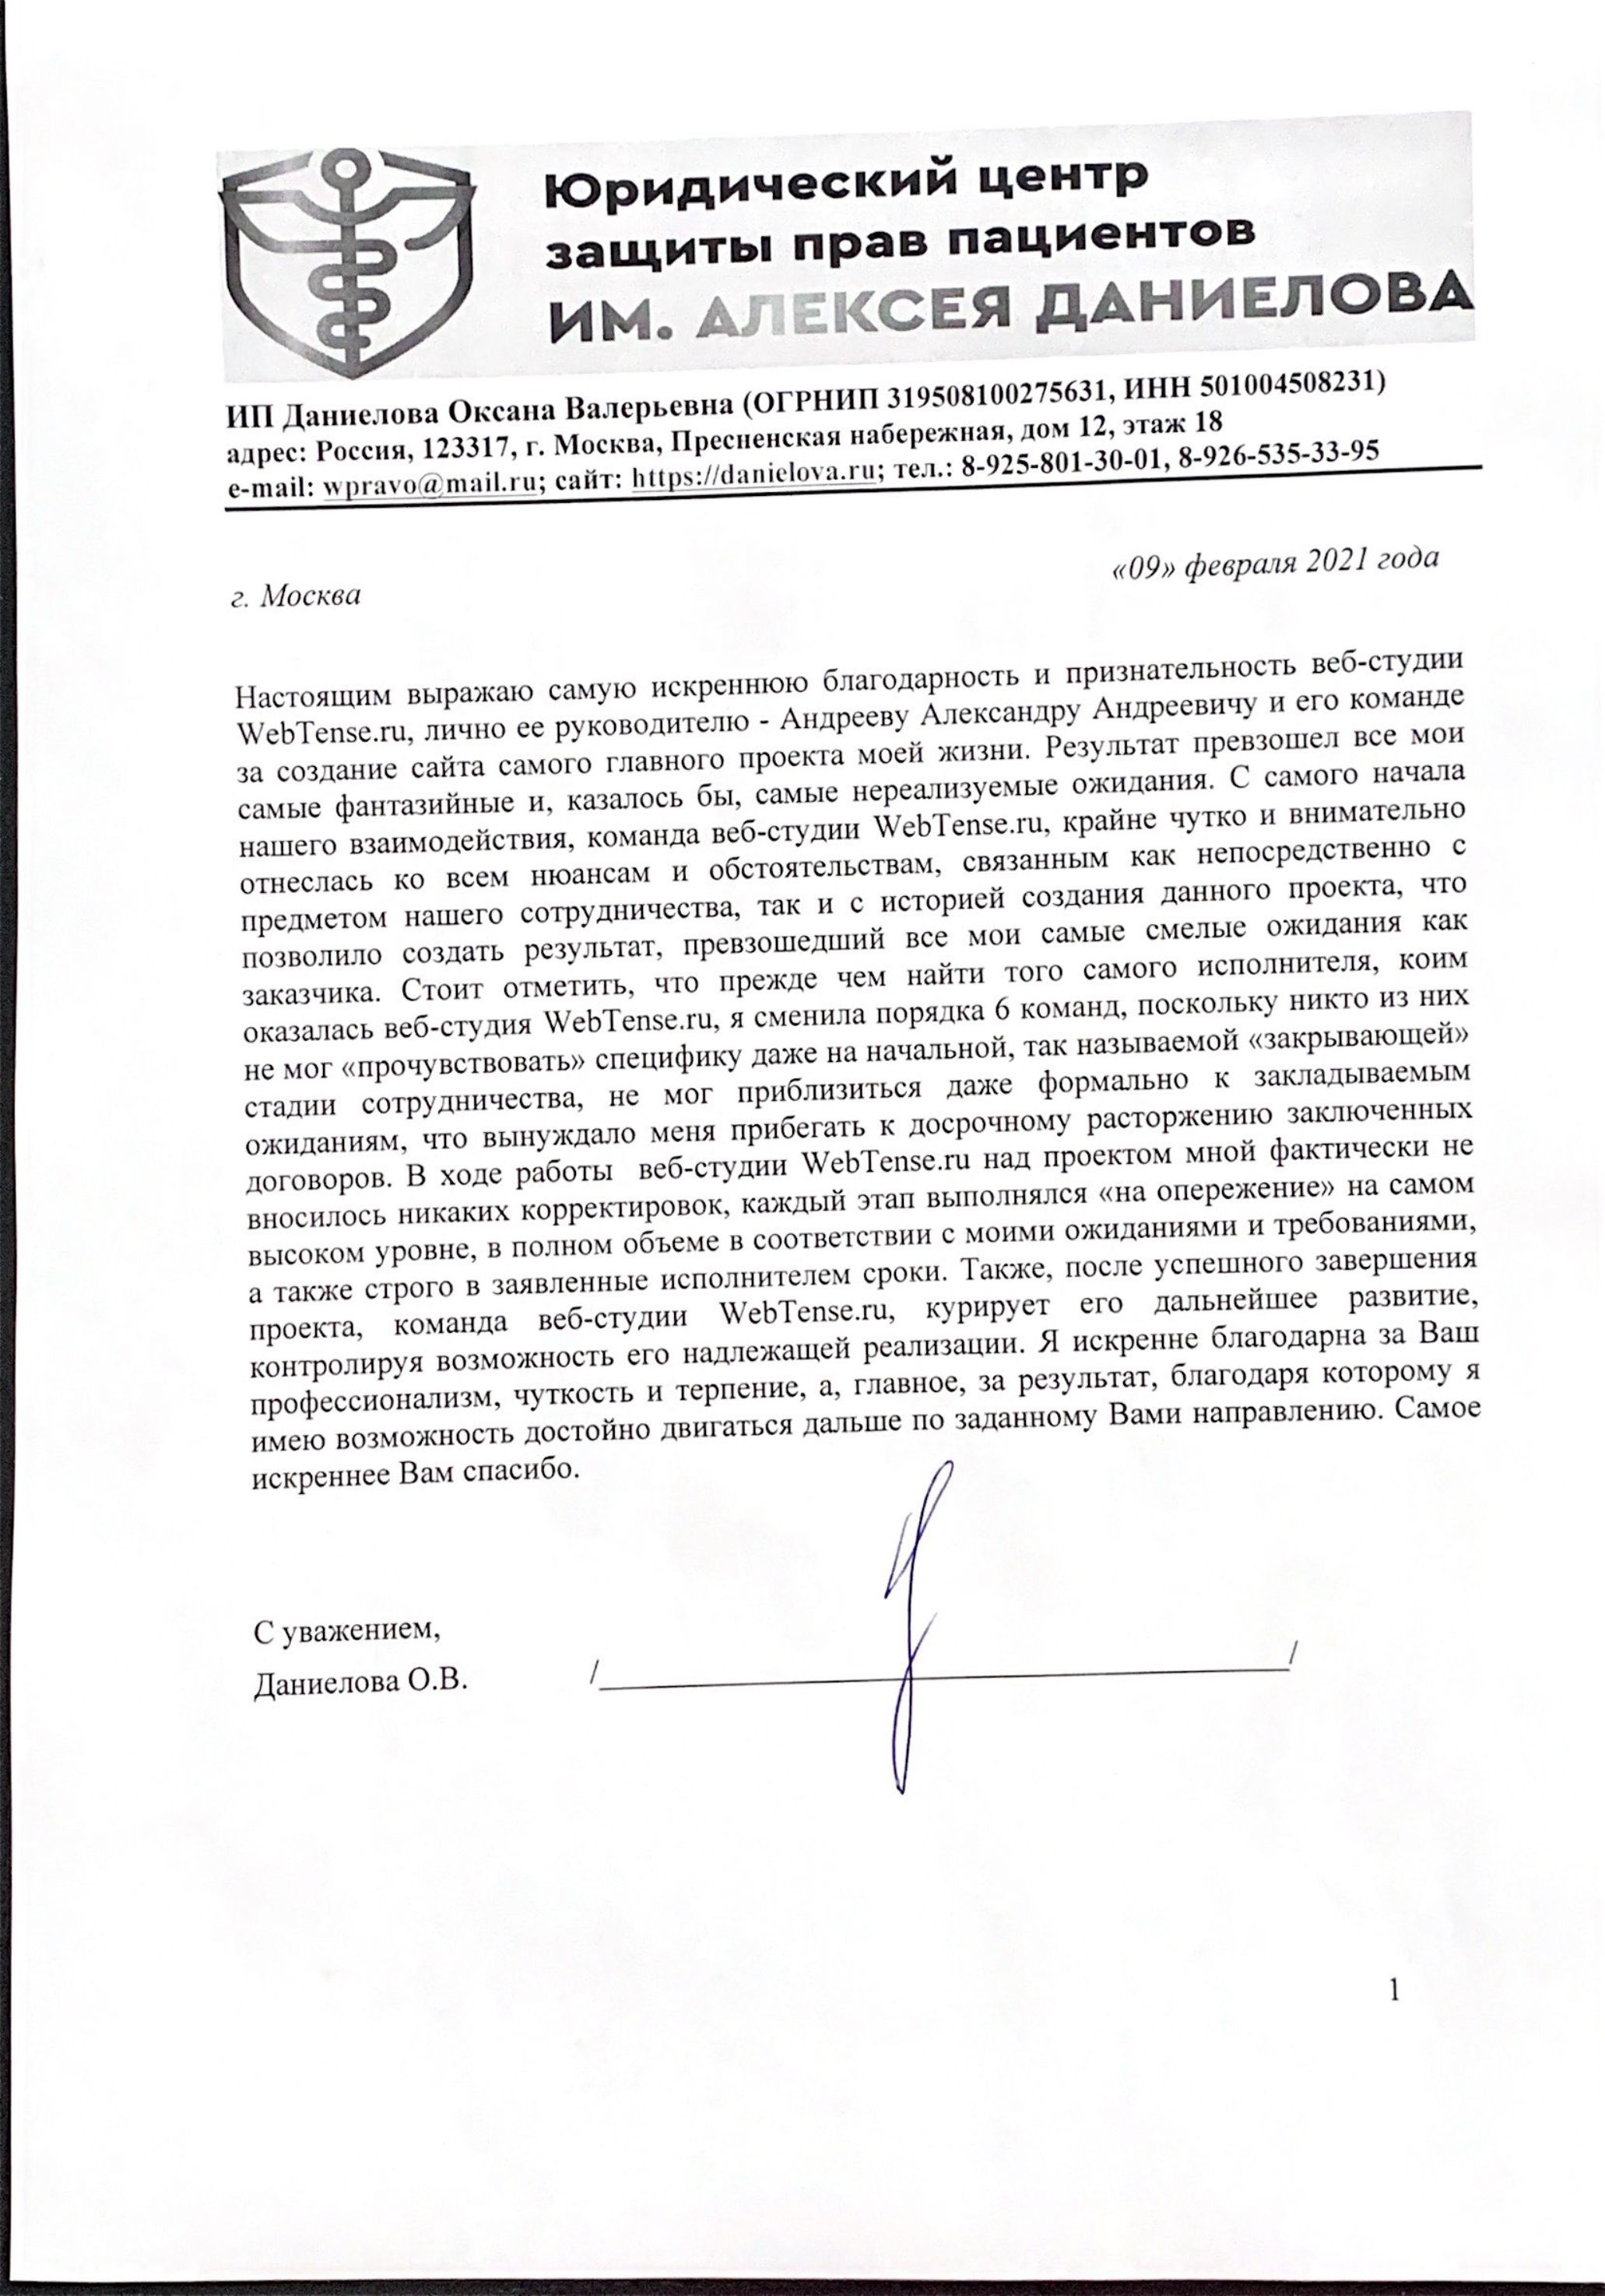 Юридический центр
защиты прав пациентов
ИМ. АЛЕКСЕЯ ДАНИЕЛОВА
ИП Даниелова Оксана Валерьевна (ОГРНИП 319508100275631, ИНН 501004508231)
адрес: Россия, 123317, г. Москва, Пресненская набережная, дом 12, этаж 18
e-mail: wpravo@mail.ru; сайт: https://danielova.ru; тел.: 8-925-801-30-01, 8-926-535-33-95
г. Москва «09» февраля 2021 года
Настоящим выражаю самую искреннюю благодарность и признательность веб-студии
WebTense.ru, лично ее руководителю - Андрееву Александру Андреевичу и его команде
за создание сайта самого главного проекта моей жизни. Результат превзошел все мои
самые фантазийные и, казалось бы, самые нереализуемые ожидания. С самого начала
нашего взаимодействия, команда веб-студии WebTense.ru, крайне чутко и внимательно
отнеслась ко всем нюансам и обстоятельствам, связанным как непосредственно с
предметом нашего сотрудничества, так и с историей создания данного проекта, что
позволило создать результат, превзошедший все мои самые смелые ожидания как
заказчика. Стоит отметить, что прежде чем найти того самого исполнителя, коим
оказалась веб-студия WebTense.ru, я сменила порядка 6 команд, поскольку никто из них
не мог «прочувствовать» специфику даже на начальной, так называемой «закрывающей»
стадии сотрудничества, не мог приблизиться даже формально к закладываемым
ожиданиям, что вынуждало меня прибегать к досрочному расторжению заключенных
договоров. В ходе работы веб-студии WebTense.ru над проектом мной фактически не
вносилось никаких корректировок, каждый этап выполнялся «на опережение» на самом
высоком уровне, в полном объеме в соответствии с моими ожиданиями и требованиями,
а также строго в заявленные исполнителем сроки. Также, после успешного завершения
проекта, команда веб-студии WebTense.ru, курирует его дальнейшее развитие,
контролируя возможность его надлежащей реализации. Я искренне благодарна за Ваш
профессионализм, чуткость и терпение, а, главное, за результат, благодаря которому я
имею возможность достойно двигаться дальше по заданному Вами направлению. Самое
искреннее Вам спасибо.
С уважением,
Даниелова О.В. /____________________/
1